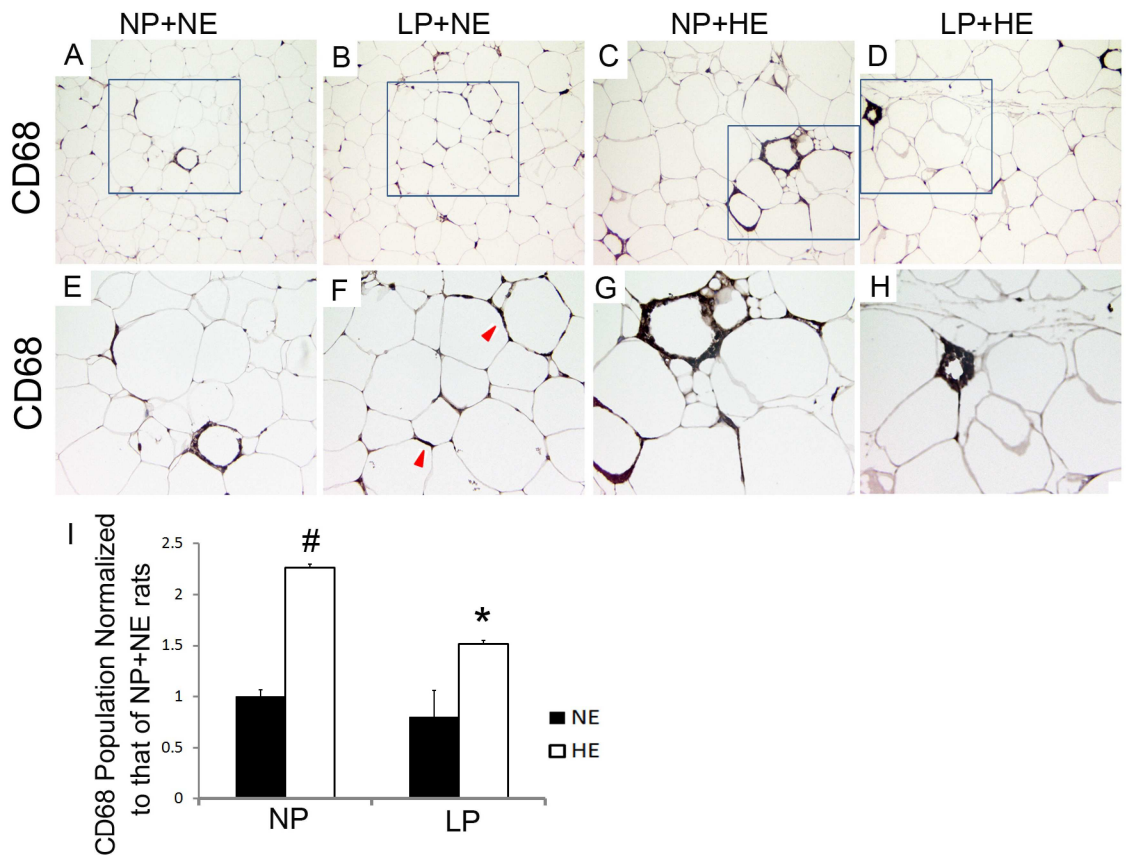 NP+NE LP+NE NP+HE LP+HE
CD68
A B C D
CD68
E F G H
I
CD68 Population Normalized
to that of NP+NE rats
2.5
2
1.5
1
0.5
0
#
*
NE
HE
NP LP